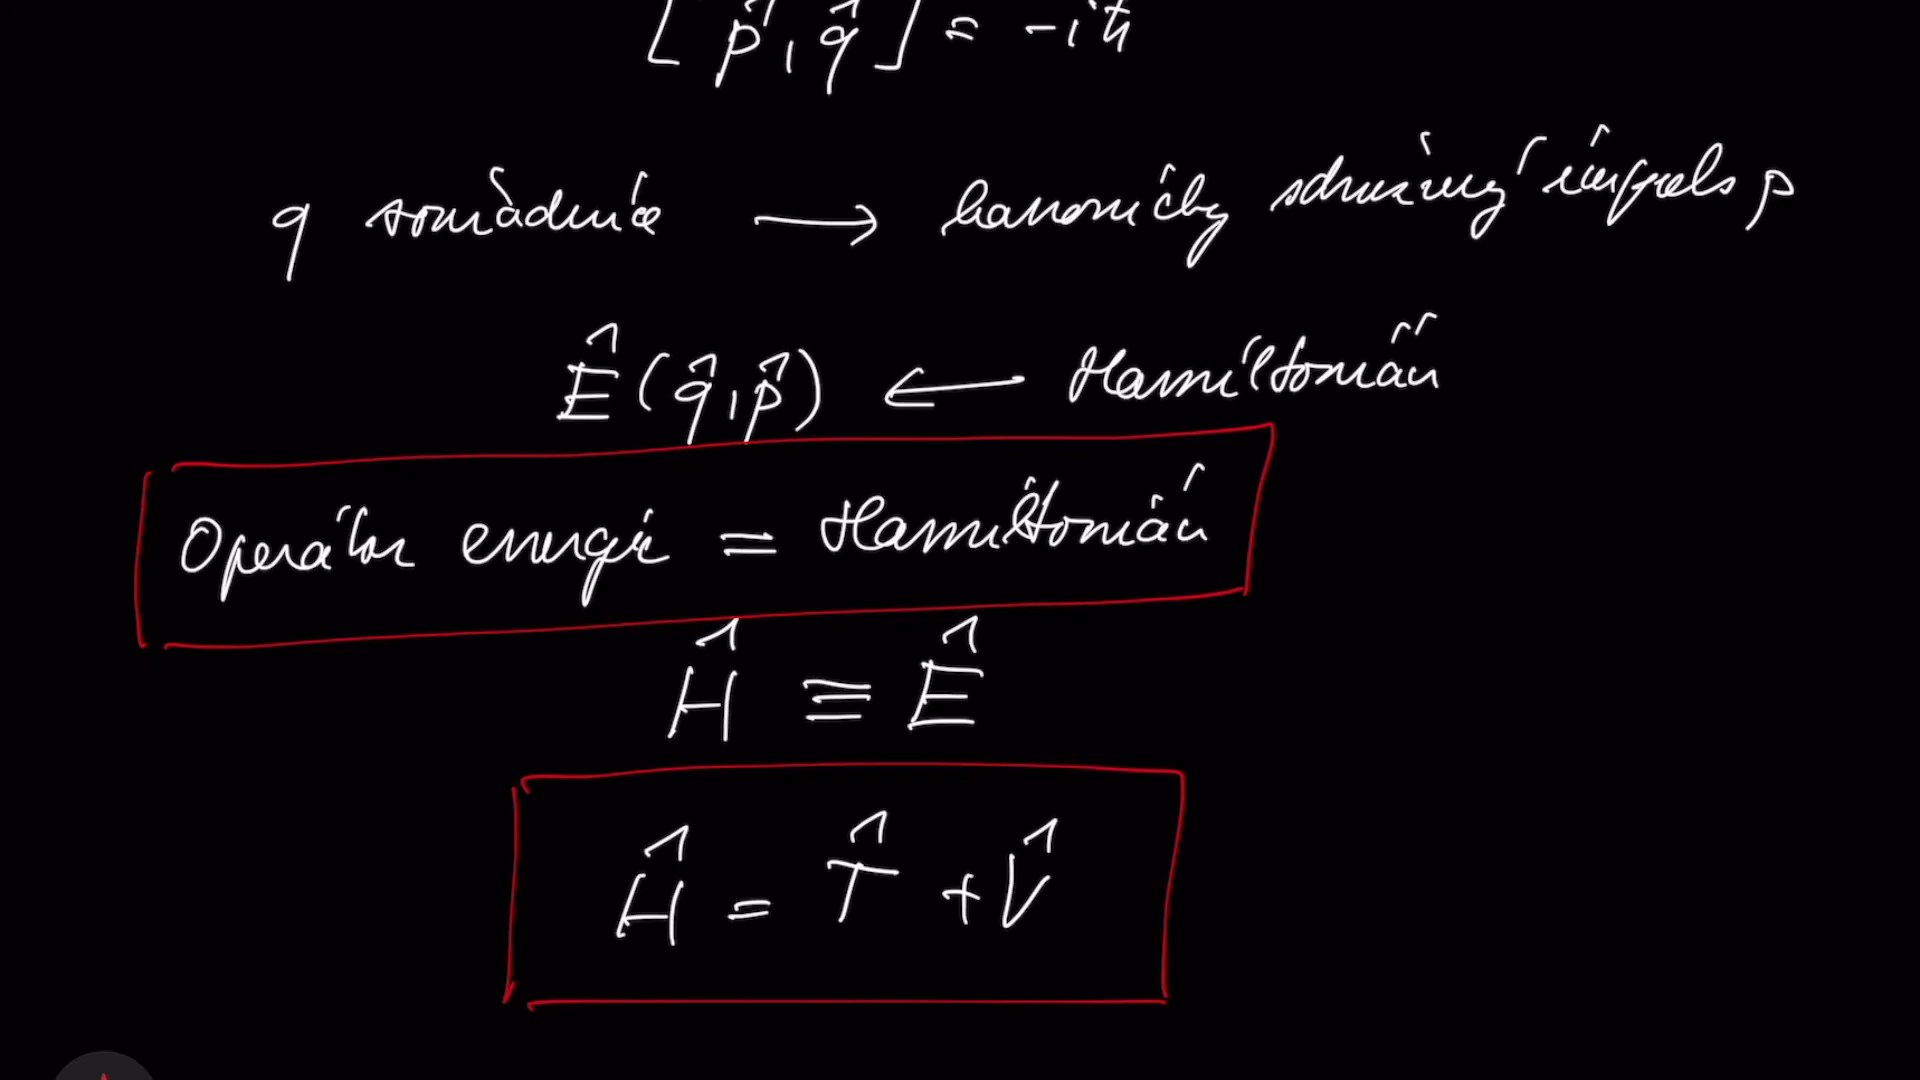 [p̂, q̂] = -iħ
q souřadnice → kanonicky sdružený impuls p
Ê(q̂, p̂) ← Hamiltonián
Operátor energie = Hamiltonián
Ĥ ≡ Ê
Ĥ = T̂ + V̂